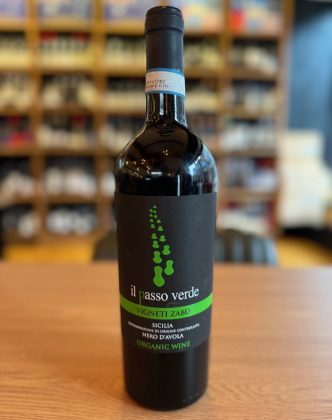 il passo verde
VIGNETI ZABÙ
SICILIA
DENOMINAZIONE DI ORIGINE CONTROLLATA
NERO D'AVOLA
ORGANIC WINE